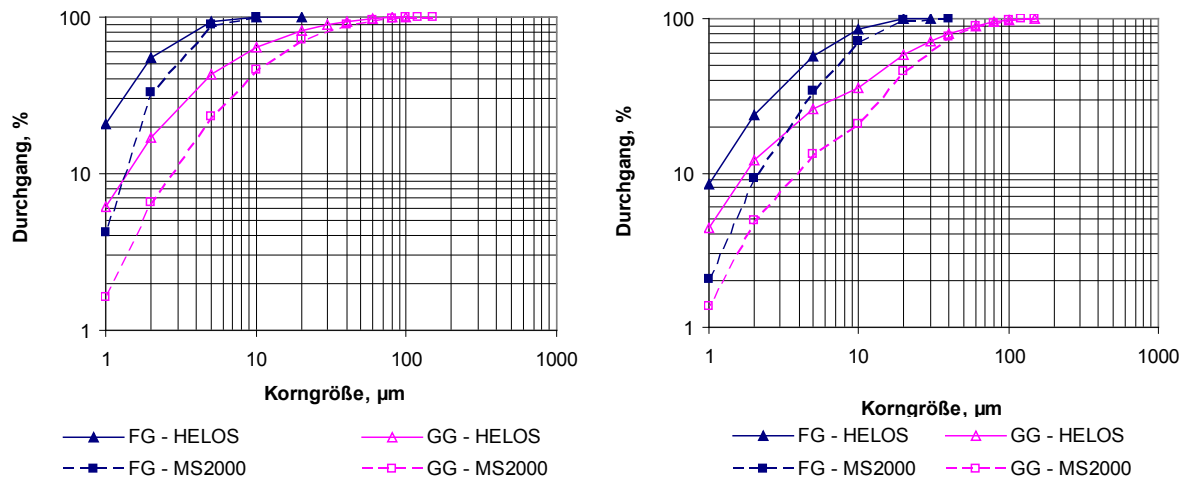 100
10
1
Durchgang, %
1 10 100 1000
Korngröße, µm
FG - HELOS GG - HELOS
FG - MS2000 GG - MS2000
100
10
1
Durchgang, %
1 10 100 1000
Korngröße, µm
FG - HELOS GG - HELOS
FG - MS2000 GG - MS2000